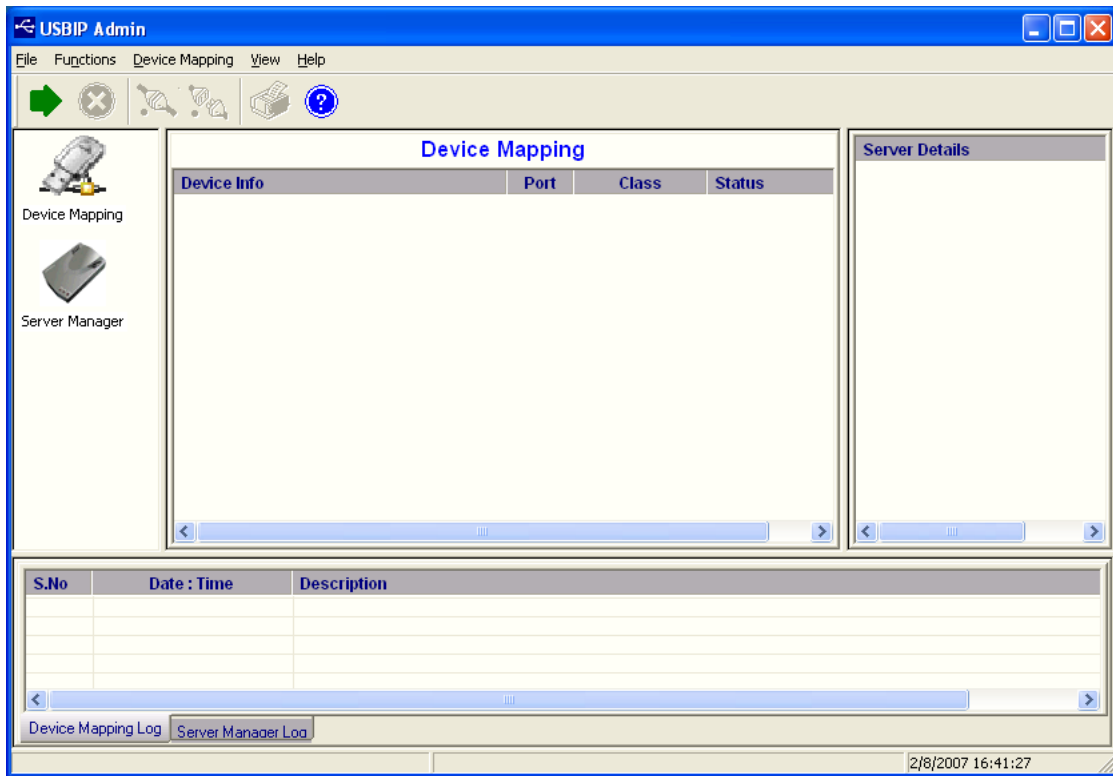 USBIP Admin
File Functions Device Mapping View Help
Device Mapping
Server Manager
Device Mapping
Device Info Port Class Status
Server Details
S.No Date : Time Description
Device Mapping Log Server Manager Log
2/8/2007 16:41:27